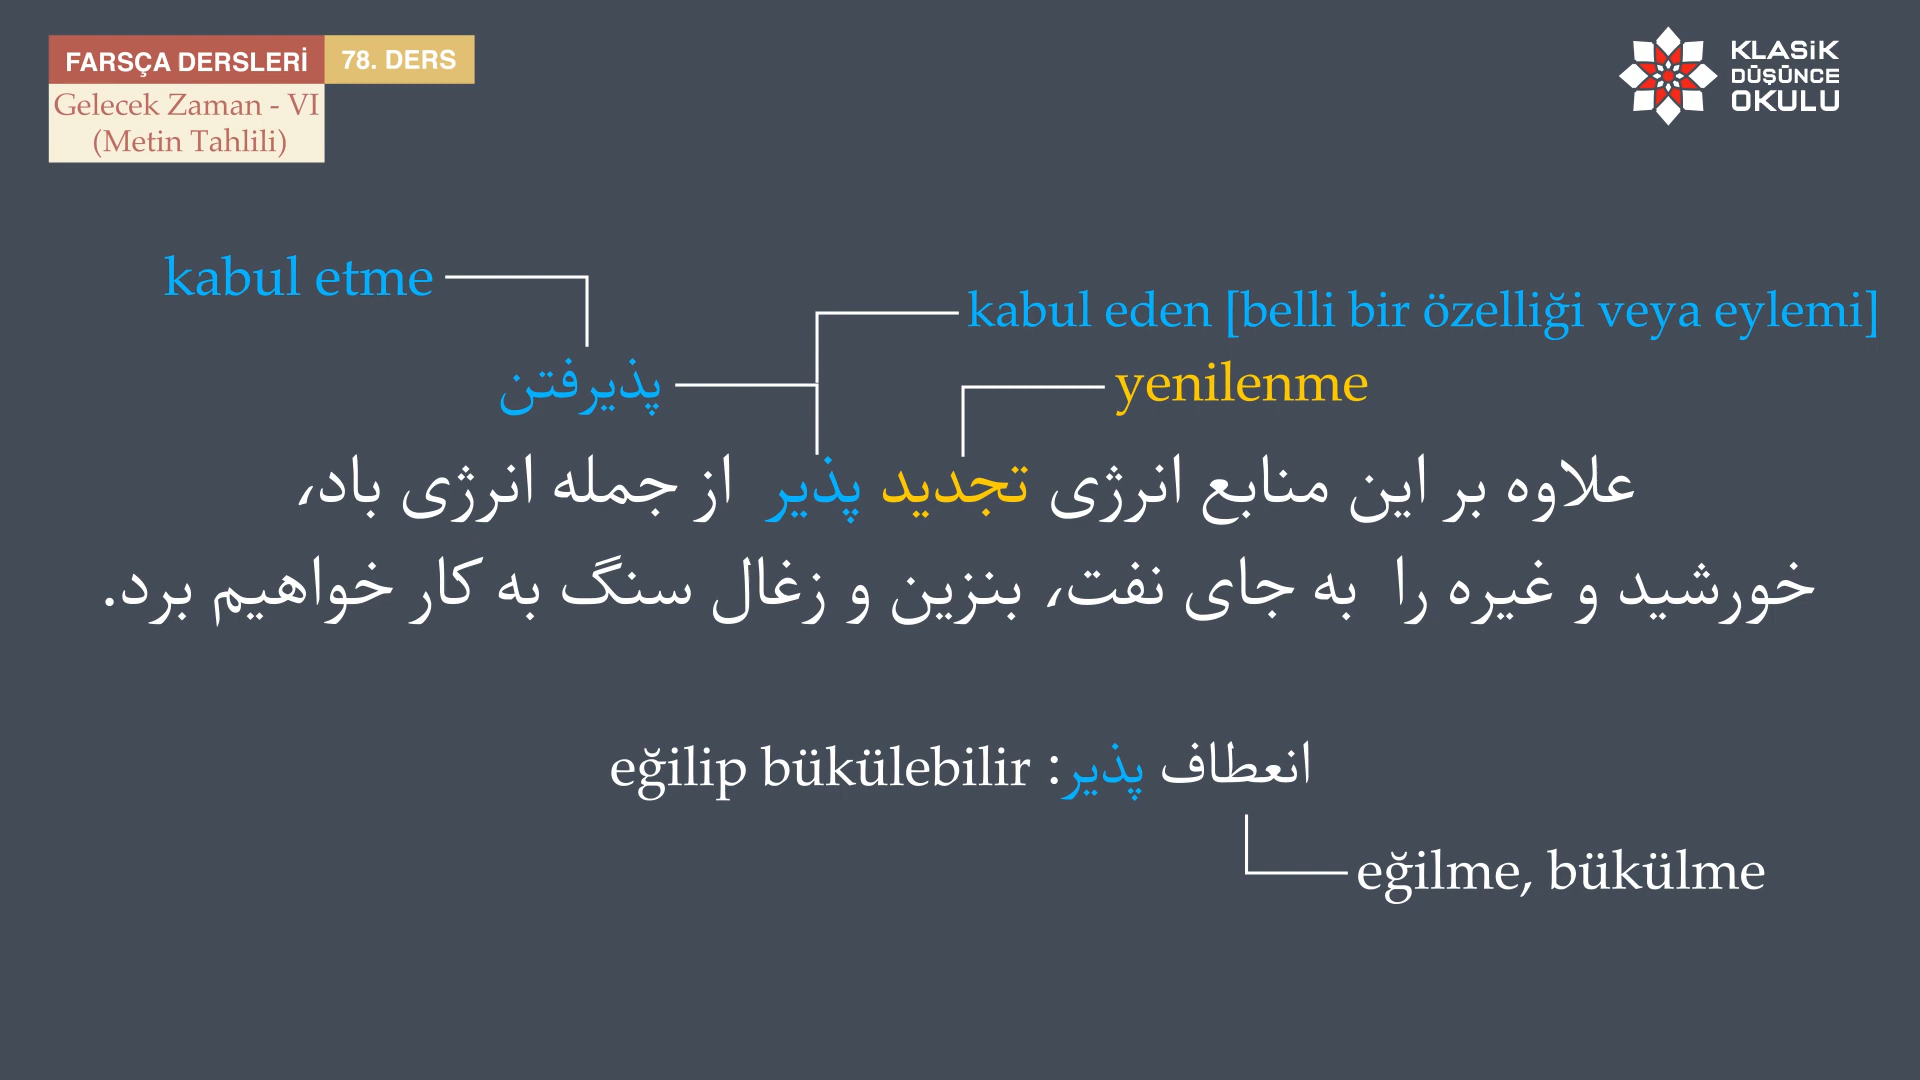 FARSÇA DERSLERİ 78. DERS
Gelecek Zaman - VI
(Metin Tahlili)
KLASiK
DÜŞÜNCE
OKULU
kabul etme
kabul eden [belli bir özelliği veya eylemi]
پذیرفتن
yenilenme
علاوه بر این منابع انرژی تجدید پذیر از جمله انرژی باد،
خورشید و غیره را به جای نفت، بنزین و زغال سنگ به کار خواهیم برد.
انعطاف پذیر: eğilip bükülebilir
eğilme, bükülme